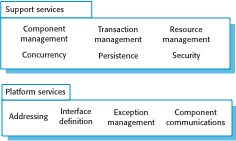 Support services
Component management
Transaction management
Resource management
Concurrency
Persistence
Security
Platform services
Addressing
Interface definition
Exception management
Component communications